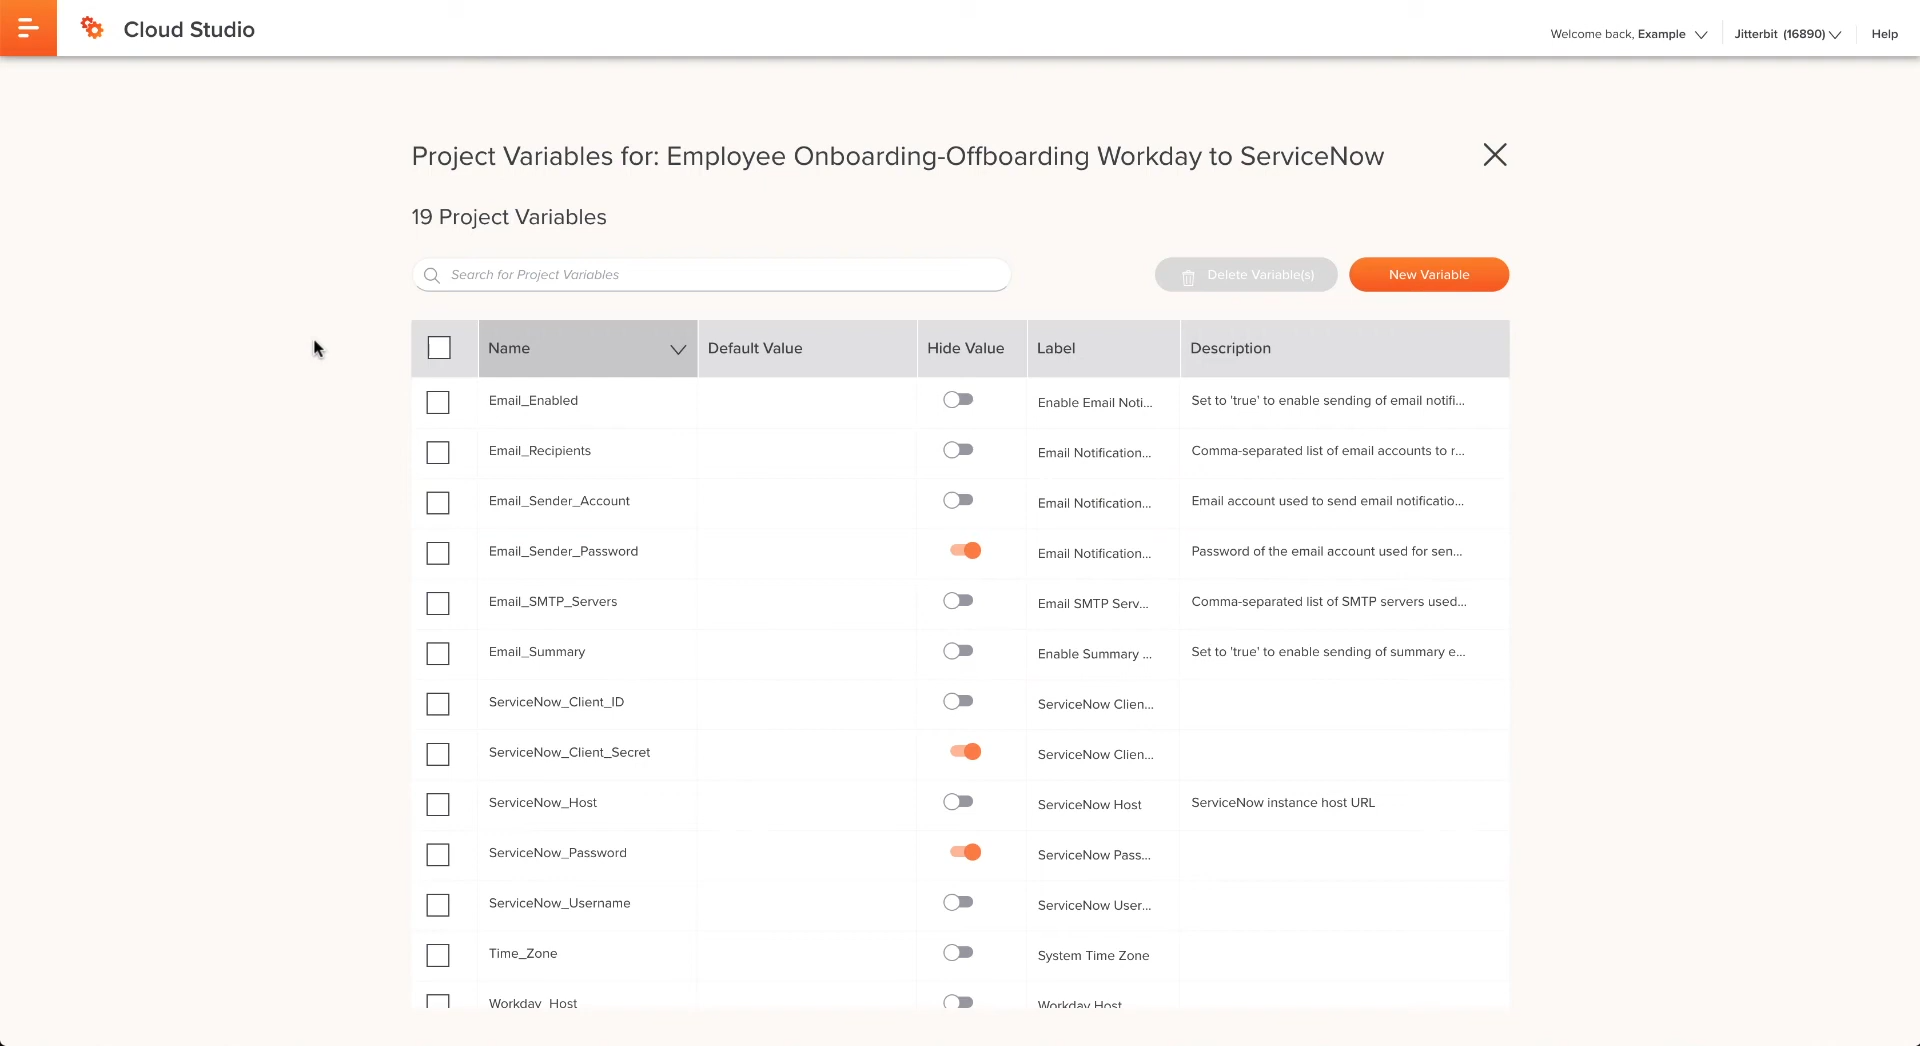 Cloud Studio
Welcome back, Example
Jitterbit (16890)
Help
Project Variables for: Employee Onboarding-Offboarding Workday to ServiceNow
19 Project Variables
Search for Project Variables
Delete Variable(s)
New Variable
Name Default Value Hide Value Label Description
Email_Enabled Enable Email Noti... Set to 'true' to enable sending of email notifi...
Email_Recipients Email Notification... Comma-separated list of email accounts to r...
Email_Sender_Account Email Notification... Email account used to send email notificatio...
Email_Sender_Password Email Notification... Password of the email account used for sen...
Email_SMTP_Servers Email SMTP Serv... Comma-separated list of SMTP servers used...
Email_Summary Enable Summary ... Set to 'true' to enable sending of summary e...
ServiceNow_Client_ID ServiceNow Clien...
ServiceNow_Client_Secret ServiceNow Clien...
ServiceNow_Host ServiceNow Host ServiceNow instance host URL
ServiceNow_Password ServiceNow Pass...
ServiceNow_Username ServiceNow User...
Time_Zone System Time Zone
Workday_Host Workday Host